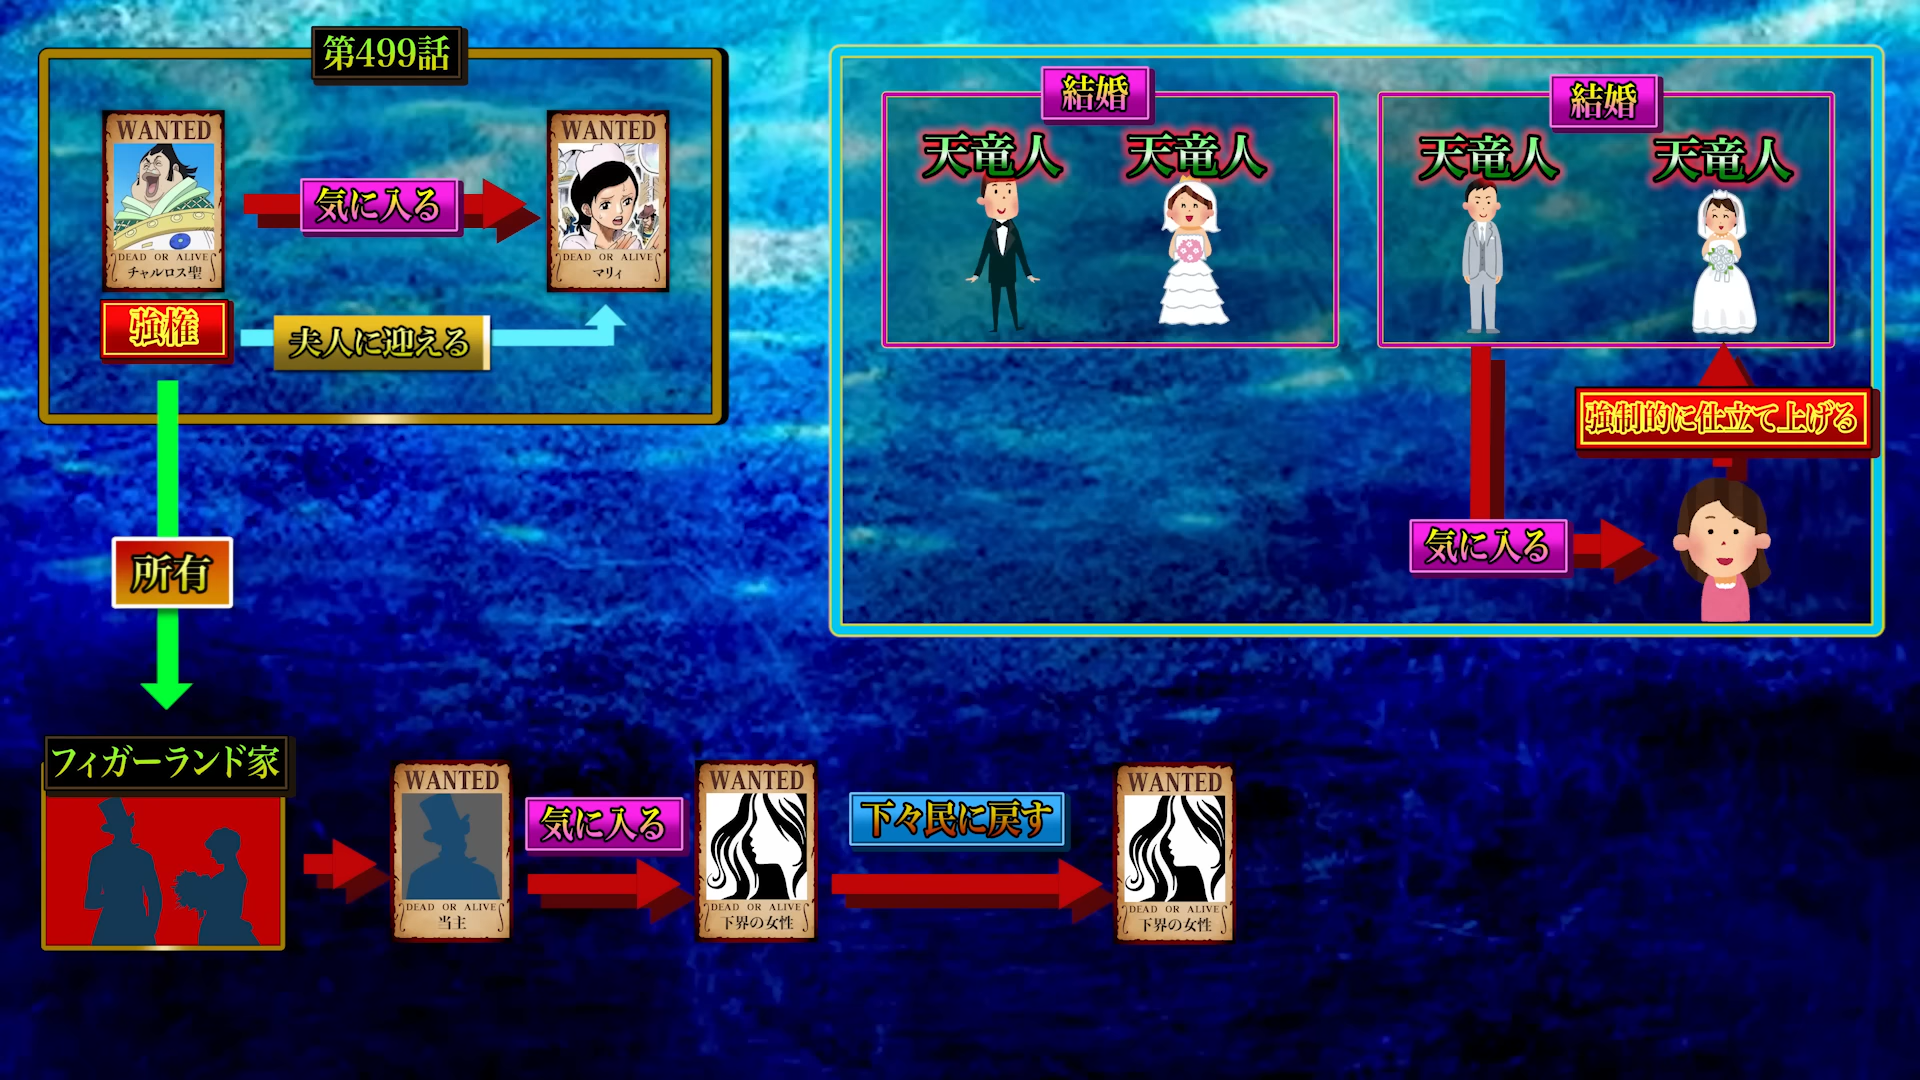 第499話
WANTED
DEAD OR ALIVE
チャルロス聖
気に入る
WANTED
DEAD OR ALIVE
マリィ
強権
夫人に迎える
所有
結婚
天竜人
天竜人
結婚
天竜人
天竜人
強制的に仕立て上げる
気に入る
フィガーランド家
WANTED
DEAD OR ALIVE
当主
気に入る
WANTED
DEAD OR ALIVE
下界の女性
下々民に戻す
WANTED
DEAD OR ALIVE
下界の女性